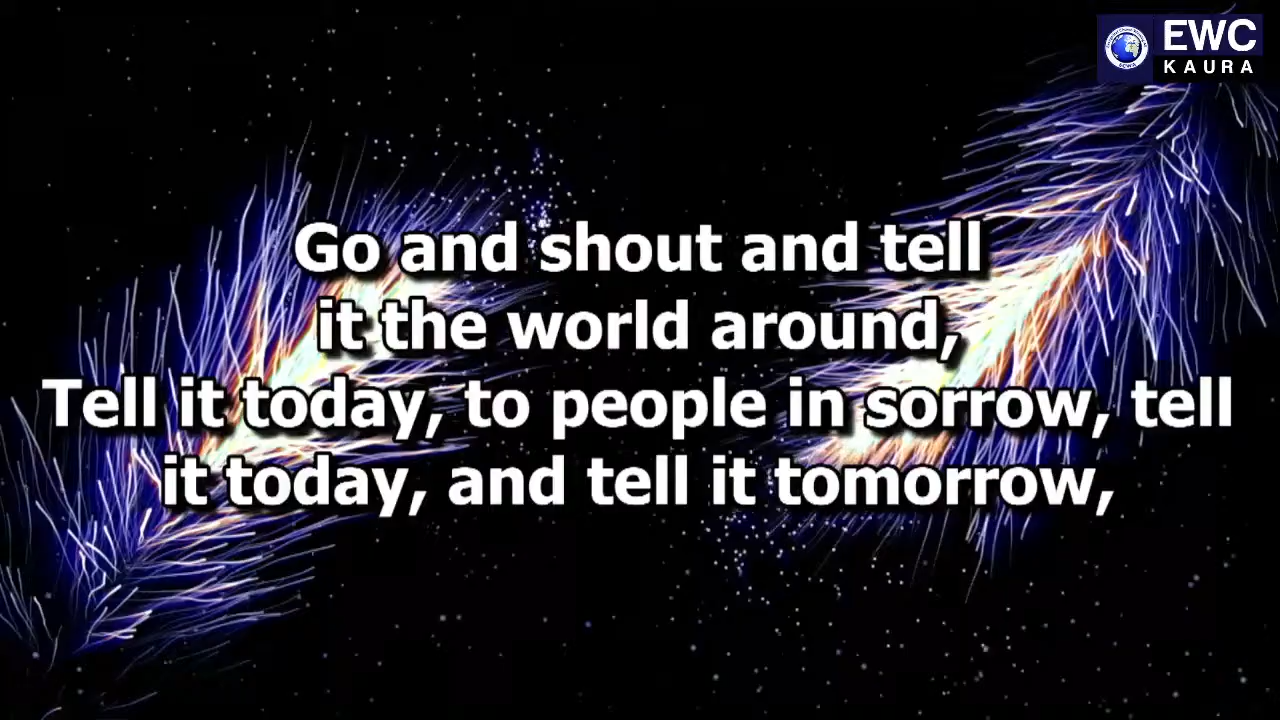 EWC
KAURA
Go and shout and tell
it the world around,
Tell it today, to people in sorrow, tell
it today, and tell it tomorrow,